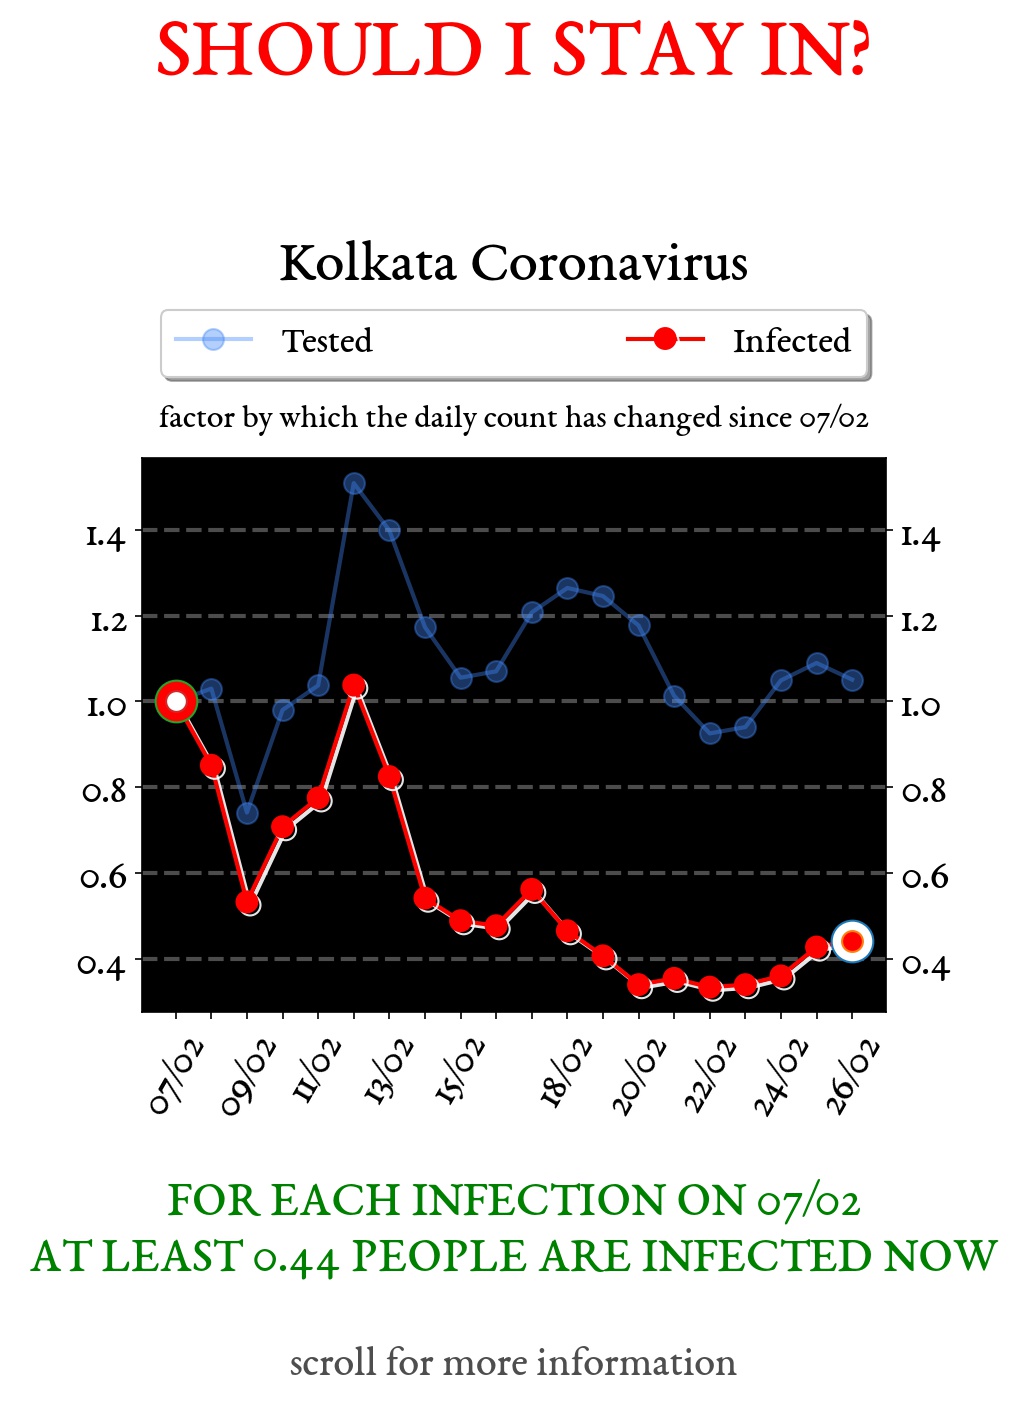 SHOULD I STAY IN?
Kolkata Coronavirus
Tested Infected
factor by which the daily count has changed since 07/02
1.4 1.4
1.2 1.2
1.0 1.0
0.8 0.8
0.6 0.6
0.4 0.4
07/02 09/02 11/02 13/02 15/02 18/02 20/02 22/02 24/02 26/02
FOR EACH INFECTION ON 07/02
AT LEAST 0.44 PEOPLE ARE INFECTED NOW
scroll for more information